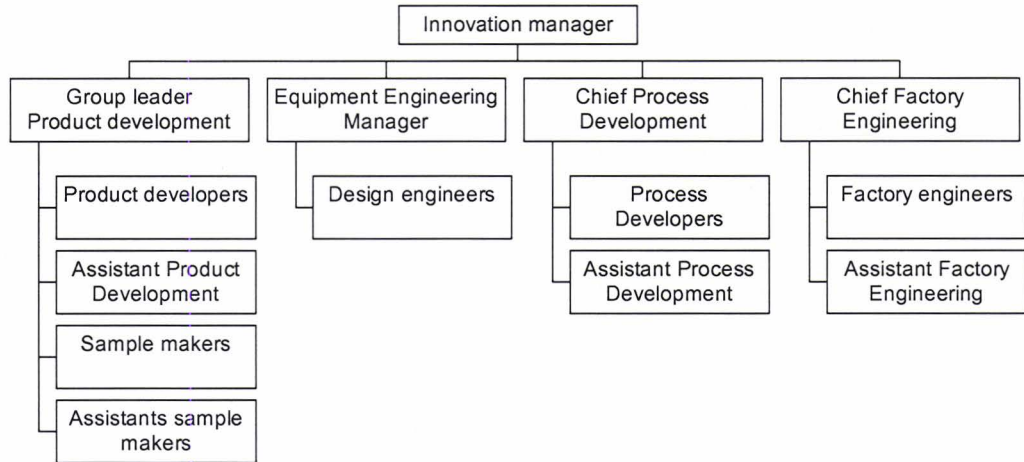 Innovation manager
Group leader
Product development
Equipment Engineering
Manager
Chief Process
Development
Chief Factory
Engineering
Product developers
Design engineers
Process
Developers
Factory engineers
Assistant Product
Development
Assistant Process
Development
Assistant Factory
Engineering
Sample makers
Assistants sample
makers